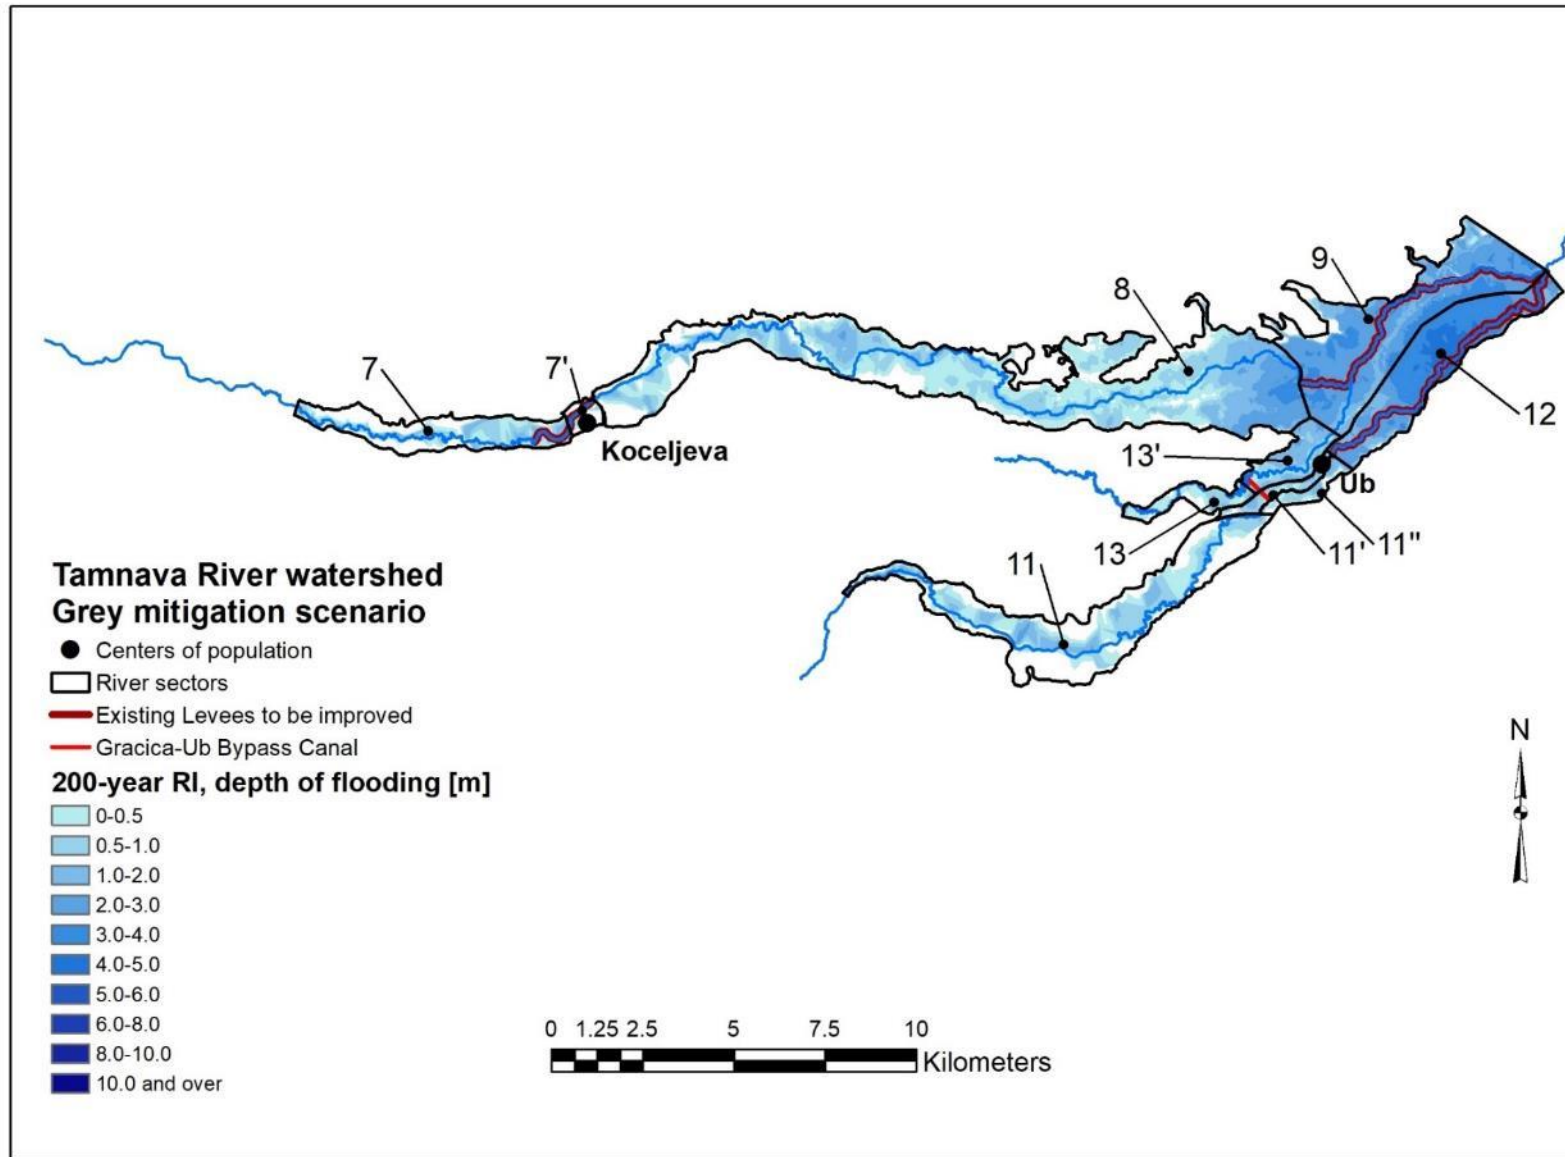 9
8
7
7'
12
Koceljeva
13'
Ub
13
11'
11"
11
Tamnava River watershed
Grey mitigation scenario
Centers of population
River sectors
Existing Levees to be improved
Gracica-Ub Bypass Canal
200-year RI, depth of flooding [m]
0-0.5
0.5-1.0
1.0-2.0
2.0-3.0
3.0-4.0
4.0-5.0
5.0-6.0
6.0-8.0
8.0-10.0
10.0 and over
N
0 1.25 2.5 5 7.5 10
Kilometers